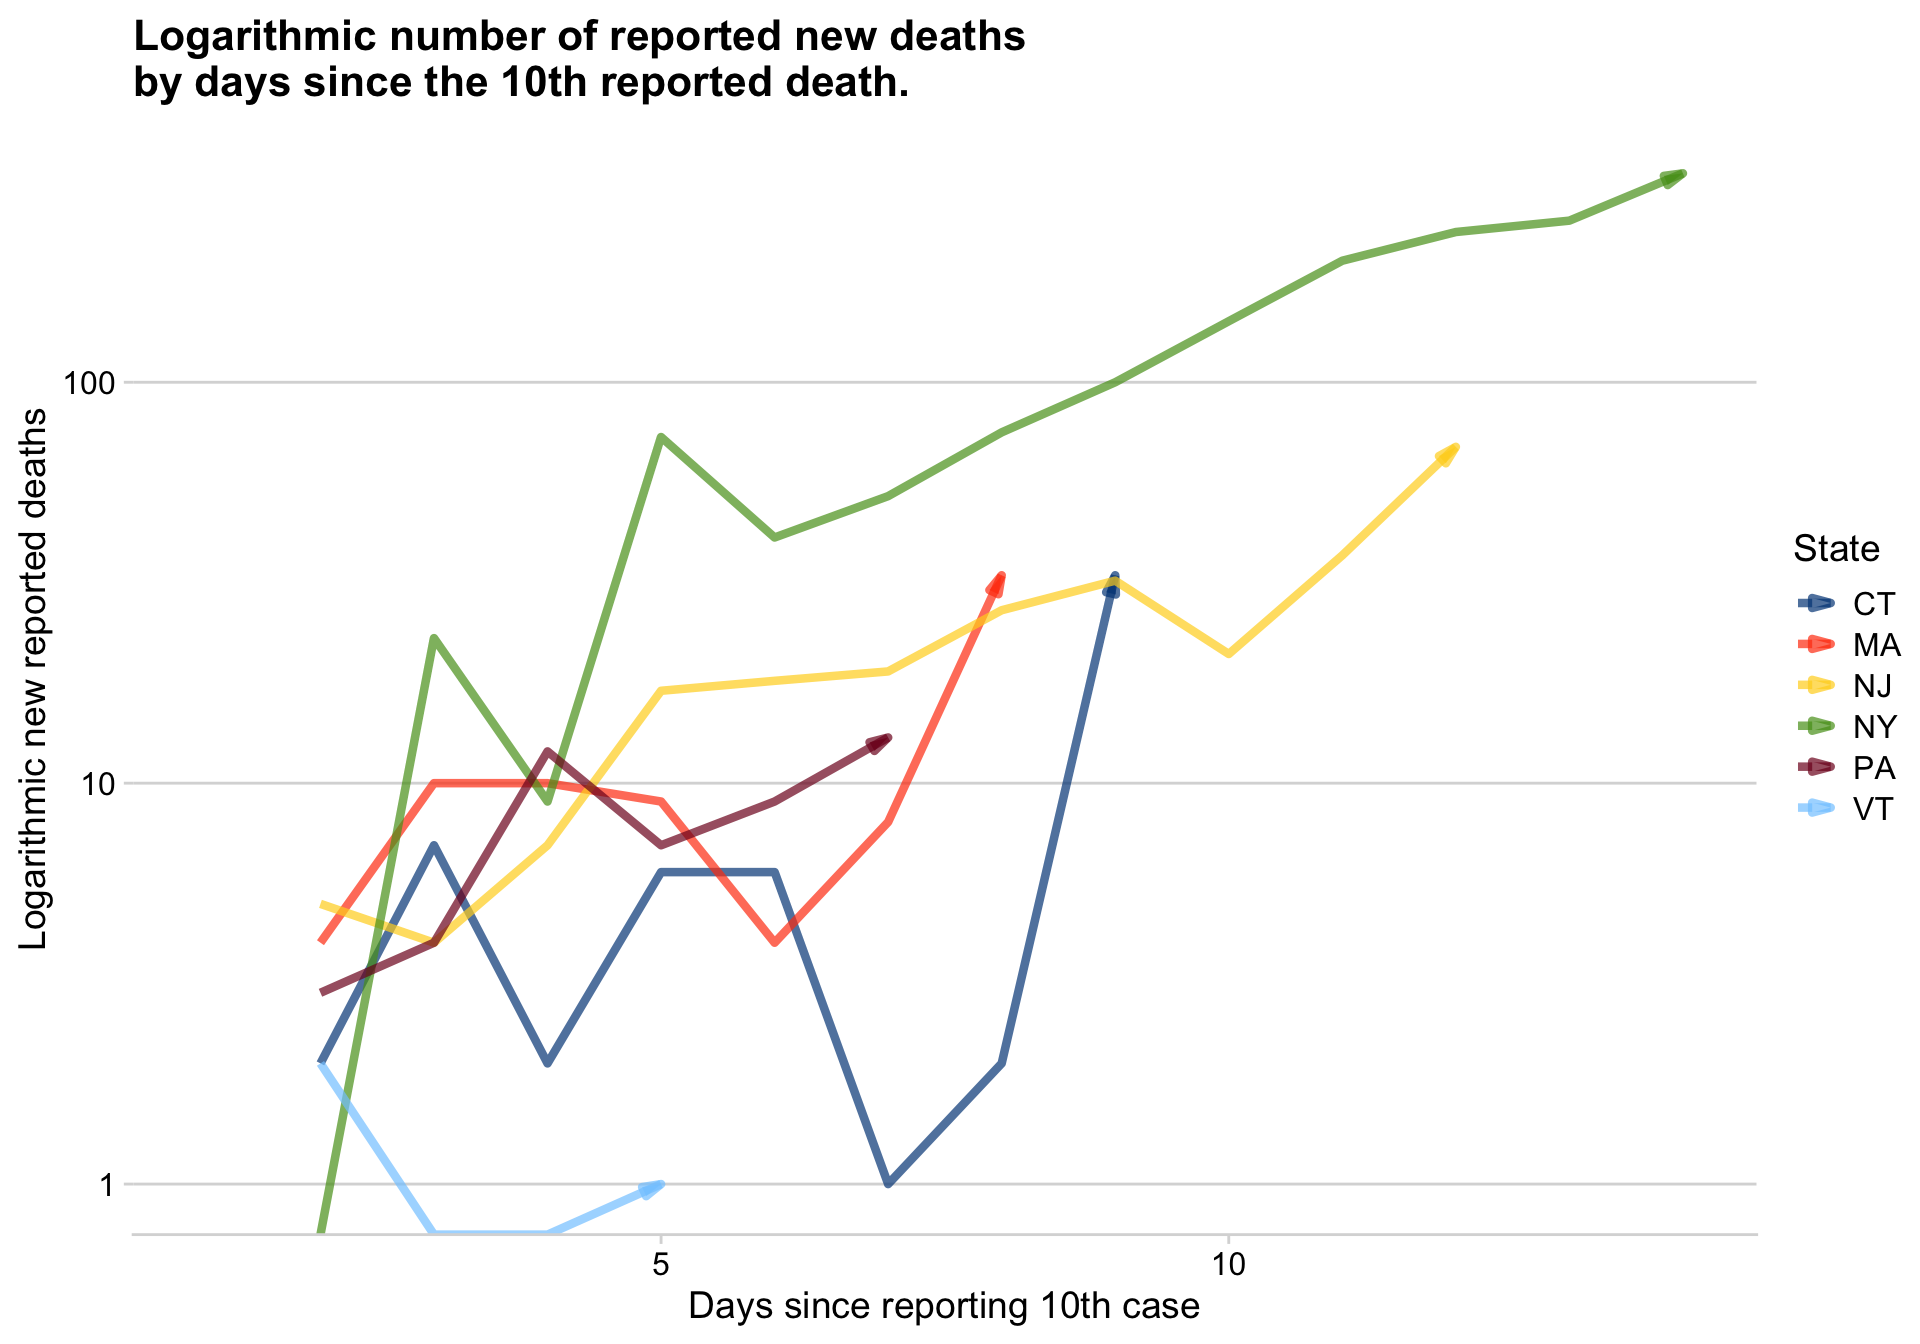 Logarithmic number of reported new deaths
by days since the 10th reported death.
Logarithmic new reported deaths
100
10
1
5
10
Days since reporting 10th case
State
CT
MA
NJ
NY
PA
VT